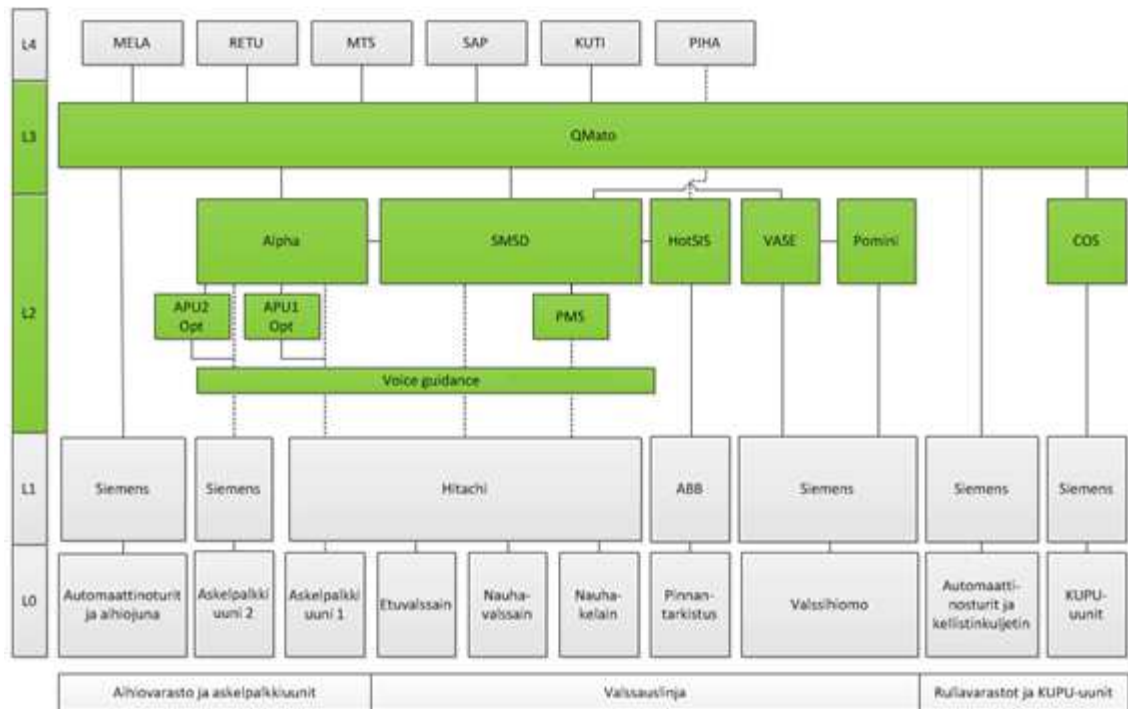 L4
MELA
RETU
MTS
SAP
KUTI
PIHA
L3
QMato
L2
Alpha
SMSD
HotSIS
VASE
Pomini
COS
APU2
Opt
APU1
Opt
PMS
Voice guidance
L1
Siemens
Siemens
Hitachi
ABB
Siemens
Siemens
Siemens
L0
Automaattinoturit
ja aihiojuna
Askelpalkki
uuni 2
Askelpalkki
uuni 1
Etuvalssain
Nauha-
valssain
Nauha-
kelain
Pinnan-
tarkistus
Valssihiomo
Automaatti-
nosturit ja
kellistinkuljetin
KUPU-
uunit
Aihiovarasto ja askelpalkkiuunit
Valssauslinja
Rullavarastot ja KUPU-uunit